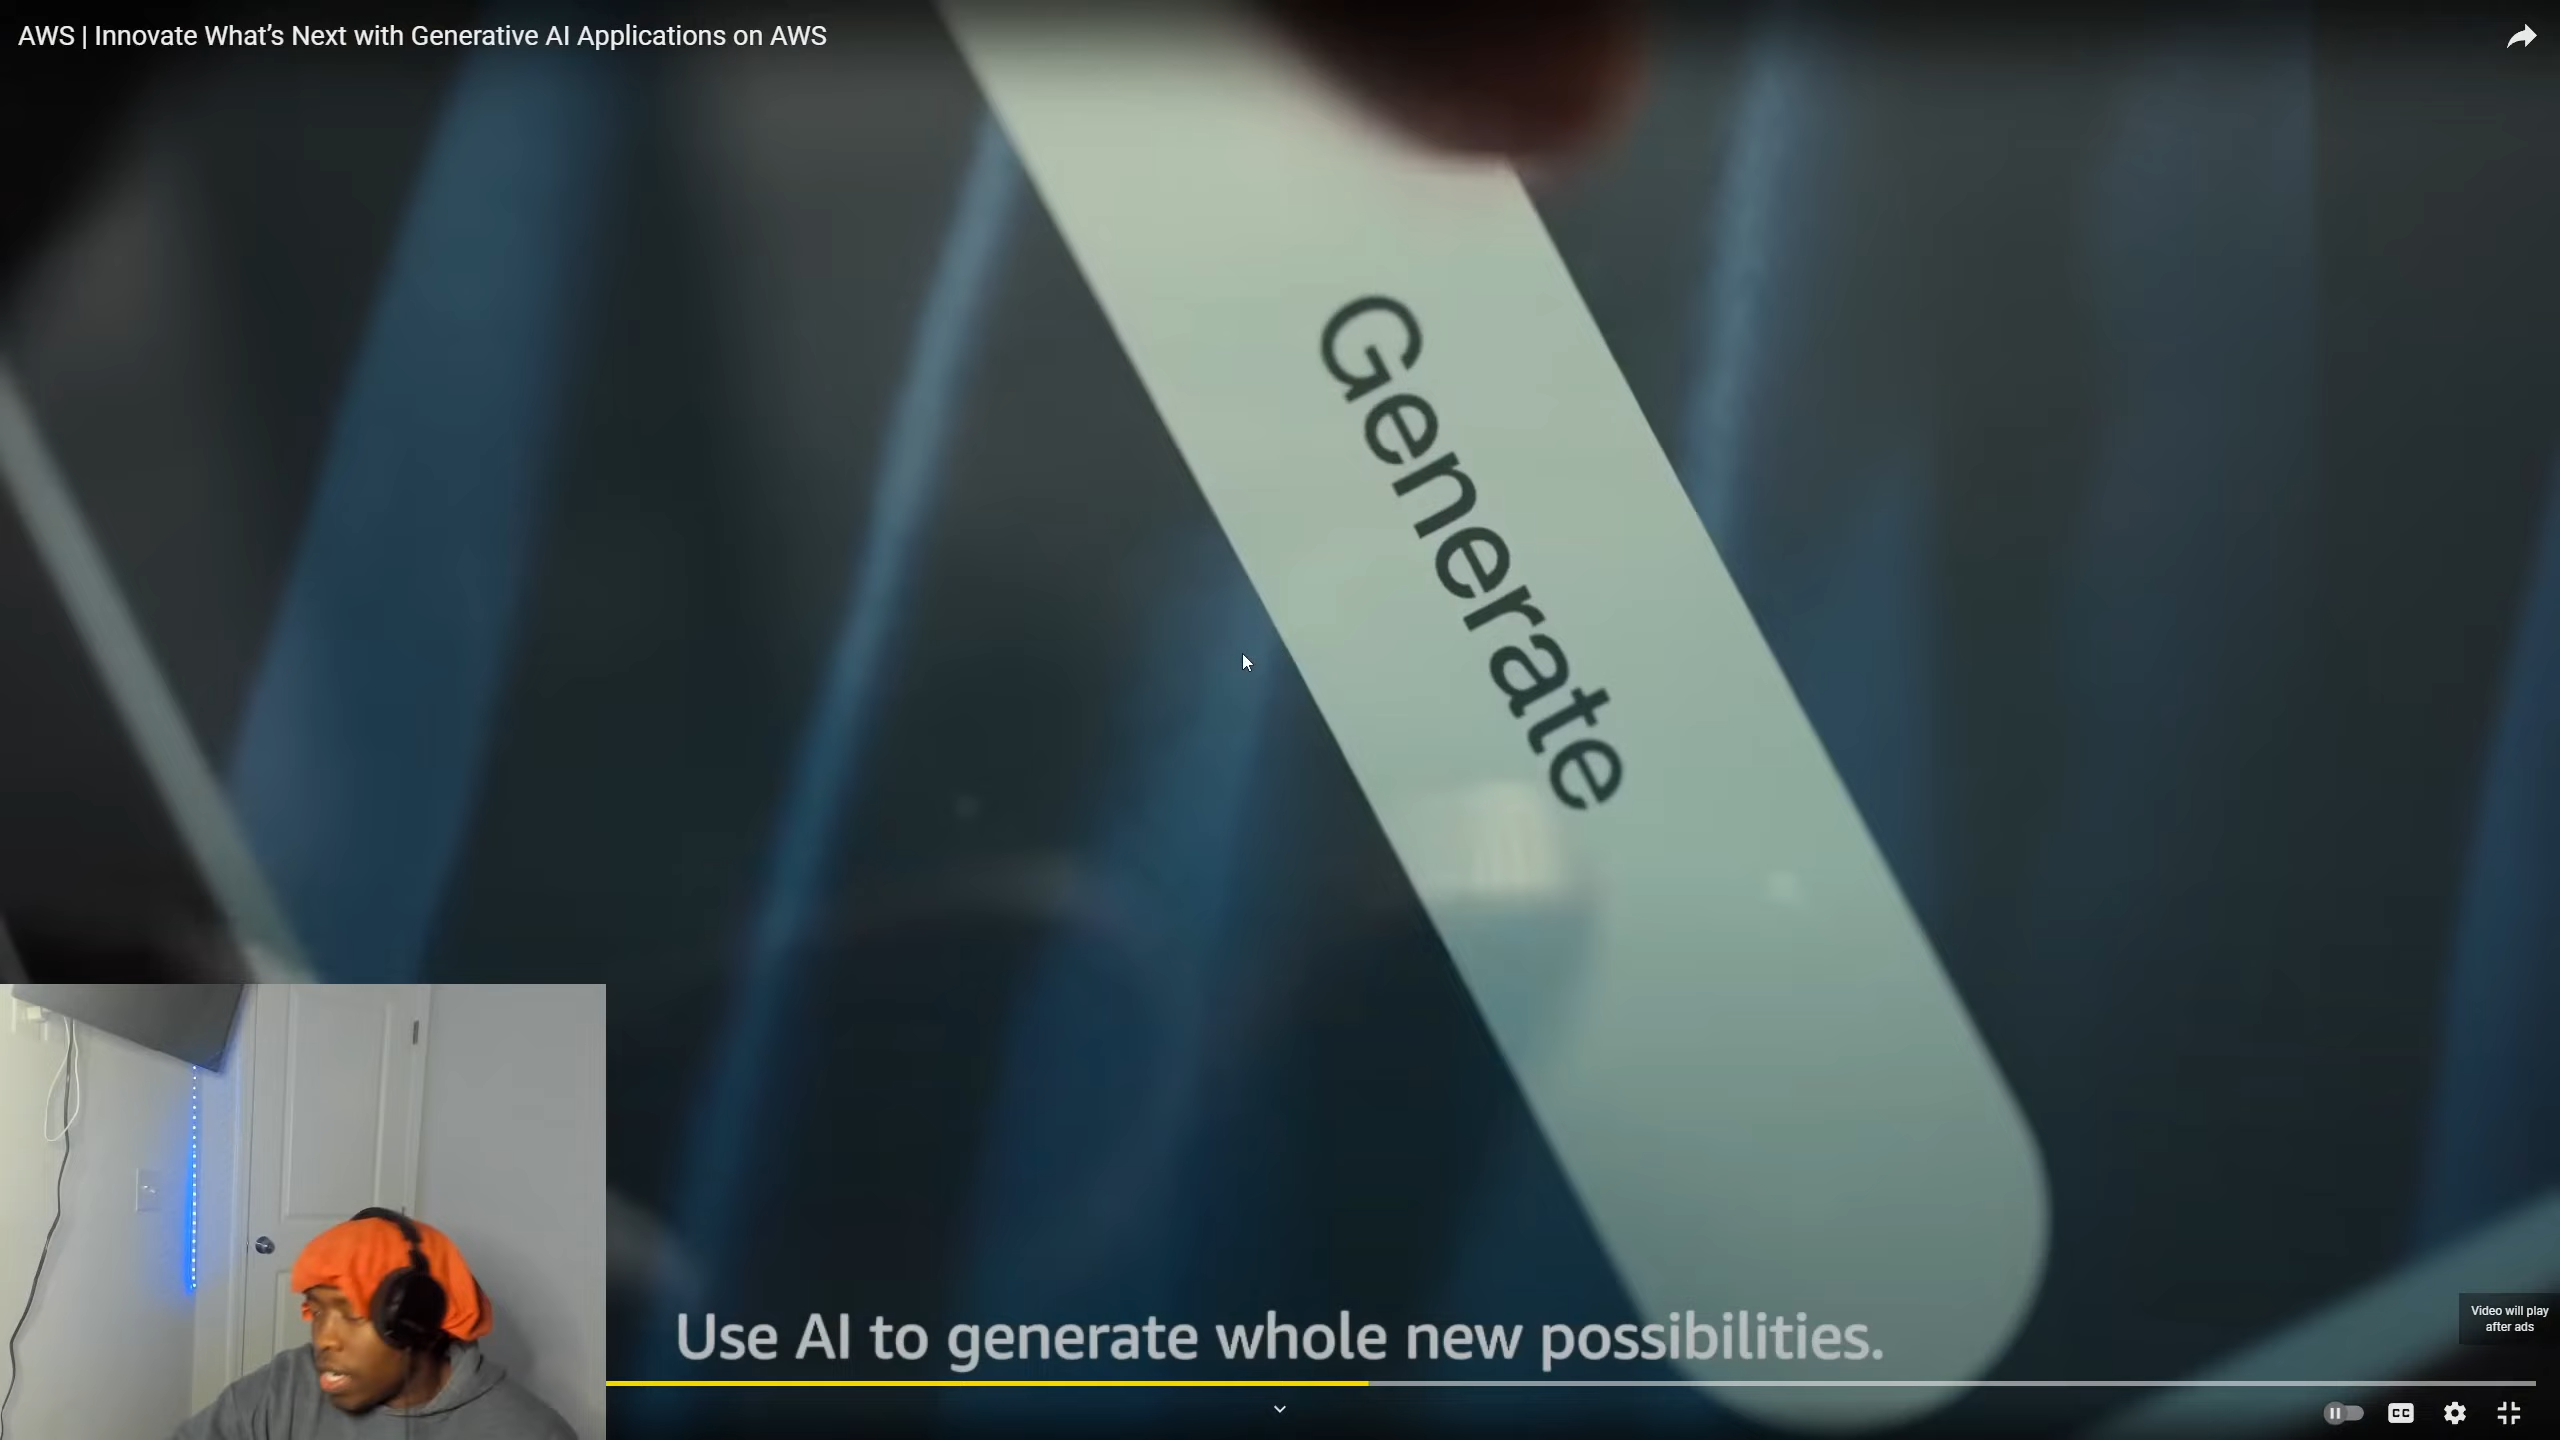 AWS | Innovate What’s Next with Generative AI Applications on AWS
Generate
Use AI to generate whole new possibilities.
Video will play
after ads
CC